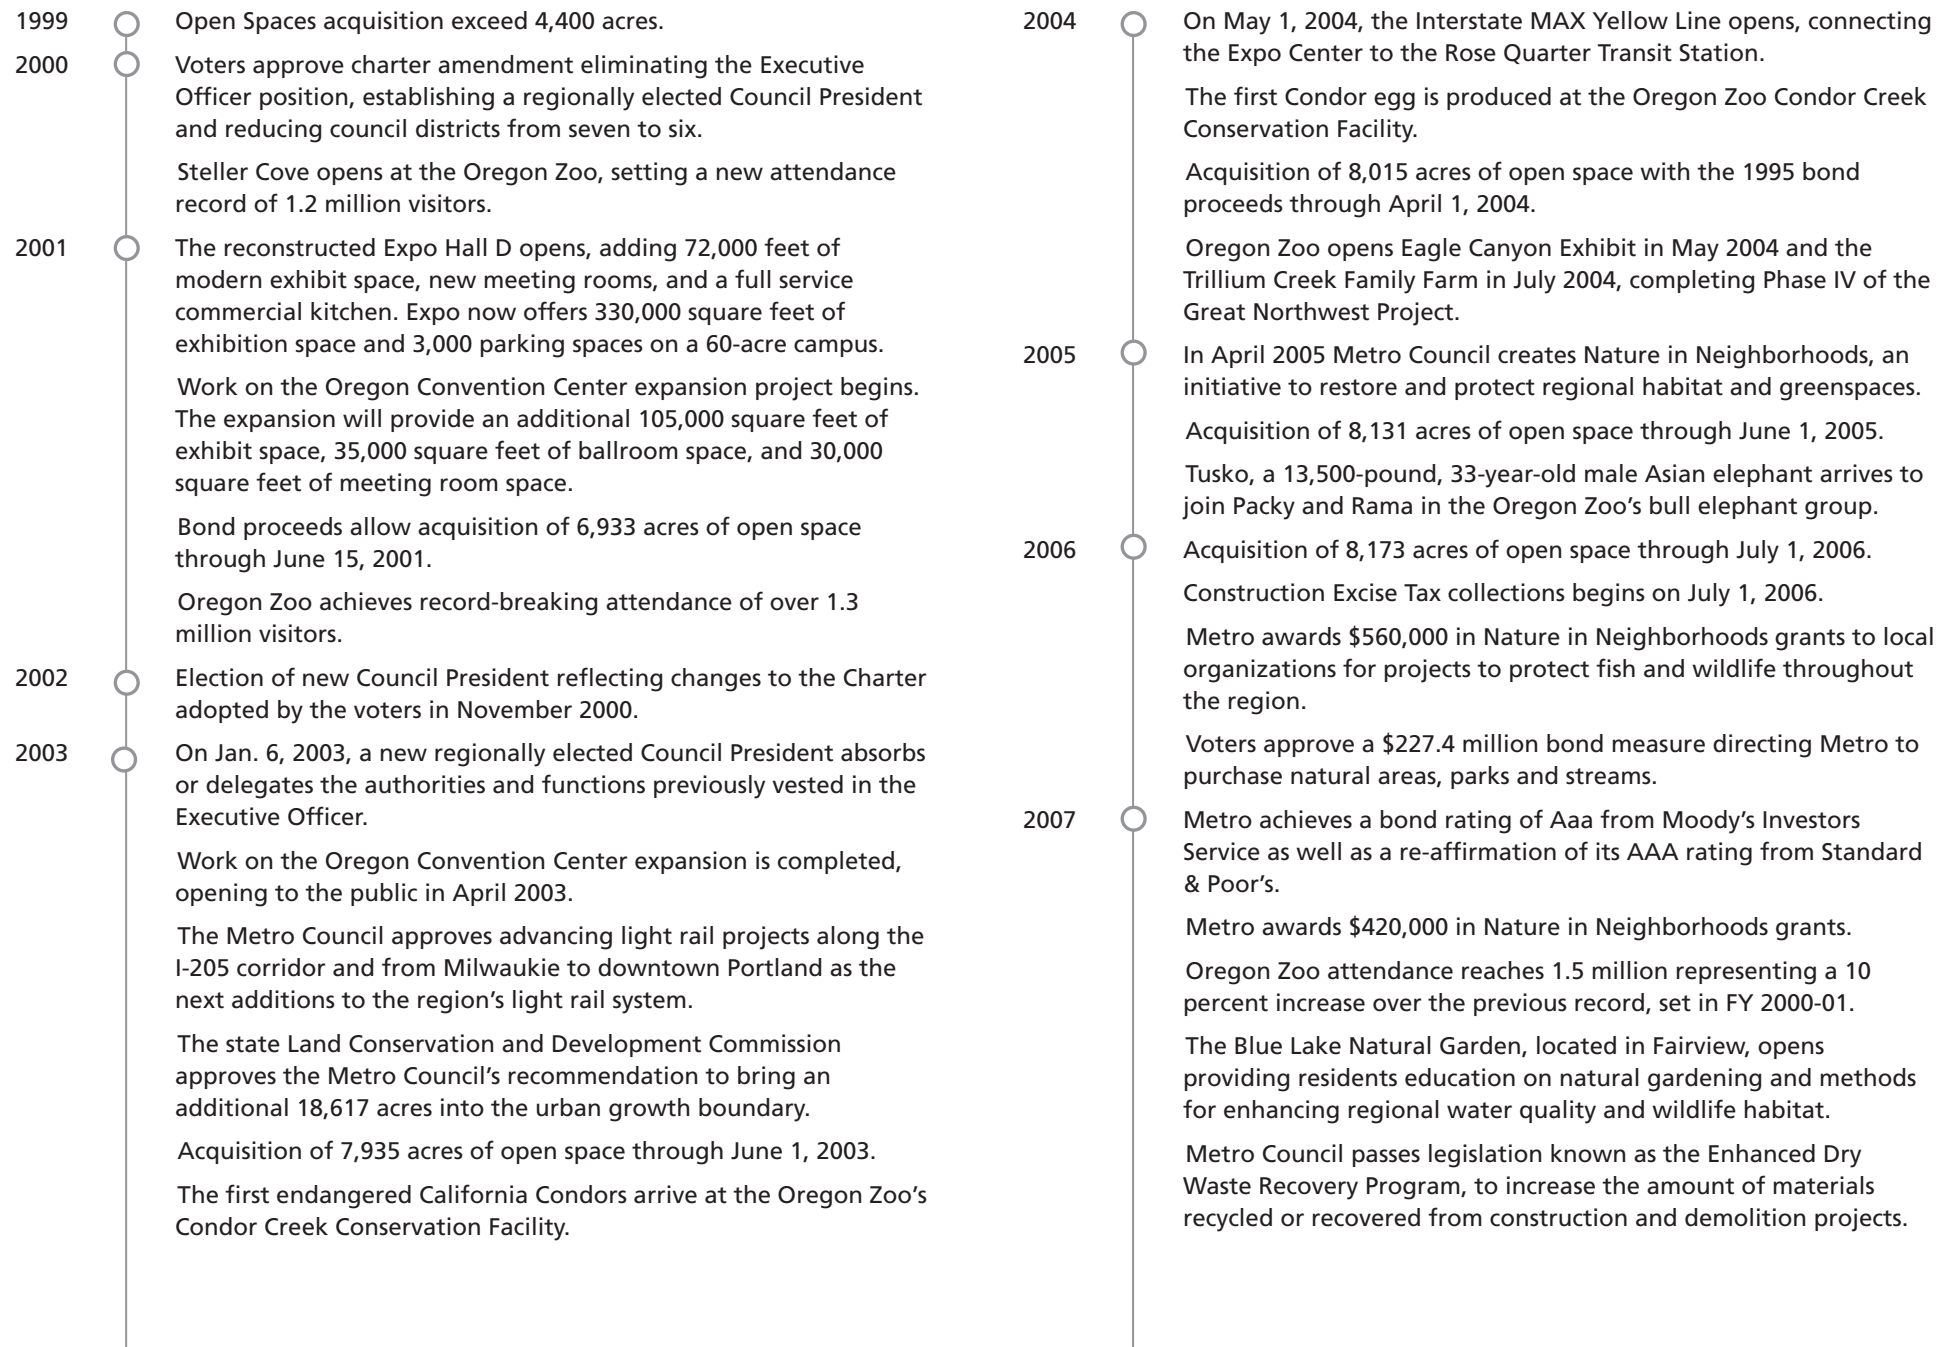 1999
Open Spaces acquisition exceed 4,400 acres.
2000
Voters approve charter amendment eliminating the Executive
Officer position, establishing a regionally elected Council President
and reducing council districts from seven to six.
Steller Cove opens at the Oregon Zoo, setting a new attendance
record of 1.2 million visitors.
2001
The reconstructed Expo Hall D opens, adding 72,000 feet of
modern exhibit space, new meeting rooms, and a full service
commercial kitchen. Expo now offers 330,000 square feet of
exhibition space and 3,000 parking spaces on a 60-acre campus.
Work on the Oregon Convention Center expansion project begins.
The expansion will provide an additional 105,000 square feet of
exhibit space, 35,000 square feet of ballroom space, and 30,000
square feet of meeting room space.
Bond proceeds allow acquisition of 6,933 acres of open space
through June 15, 2001.
Oregon Zoo achieves record-breaking attendance of over 1.3
million visitors.
2002
Election of new Council President reflecting changes to the Charter
adopted by the voters in November 2000.
2003
On Jan. 6, 2003, a new regionally elected Council President absorbs
or delegates the authorities and functions previously vested in the
Executive Officer.
Work on the Oregon Convention Center expansion is completed,
opening to the public in April 2003.
The Metro Council approves advancing light rail projects along the
I-205 corridor and from Milwaukie to downtown Portland as the
next additions to the region's light rail system.
The state Land Conservation and Development Commission
approves the Metro Council's recommendation to bring an
additional 18,617 acres into the urban growth boundary.
Acquisition of 7,935 acres of open space through June 1, 2003.
The first endangered California Condors arrive at the Oregon Zoo's
Condor Creek Conservation Facility.
2004
On May 1, 2004, the Interstate MAX Yellow Line opens, connecting
the Expo Center to the Rose Quarter Transit Station.
The first Condor egg is produced at the Oregon Zoo Condor Creek
Conservation Facility.
Acquisition of 8,015 acres of open space with the 1995 bond
proceeds through April 1, 2004.
Oregon Zoo opens Eagle Canyon Exhibit in May 2004 and the
Trillium Creek Family Farm in July 2004, completing Phase IV of the
Great Northwest Project.
2005
In April 2005 Metro Council creates Nature in Neighborhoods, an
initiative to restore and protect regional habitat and greenspaces.
Acquisition of 8,131 acres of open space through June 1, 2005.
Tusko, a 13,500-pound, 33-year-old male Asian elephant arrives to
join Packy and Rama in the Oregon Zoo's bull elephant group.
2006
Acquisition of 8,173 acres of open space through July 1, 2006.
Construction Excise Tax collections begins on July 1, 2006.
Metro awards $560,000 in Nature in Neighborhoods grants to local
organizations for projects to protect fish and wildlife throughout
the region.
Voters approve a $227.4 million bond measure directing Metro to
purchase natural areas, parks and streams.
2007
Metro achieves a bond rating of Aaa from Moody's Investors
Service as well as a re-affirmation of its AAA rating from Standard
& Poor's.
Metro awards $420,000 in Nature in Neighborhoods grants.
Oregon Zoo attendance reaches 1.5 million representing a 10
percent increase over the previous record, set in FY 2000-01.
The Blue Lake Natural Garden, located in Fairview, opens
providing residents education on natural gardening and methods
for enhancing regional water quality and wildlife habitat.
Metro Council passes legislation known as the Enhanced Dry
Waste Recovery Program, to increase the amount of materials
recycled or recovered from construction and demolition projects.